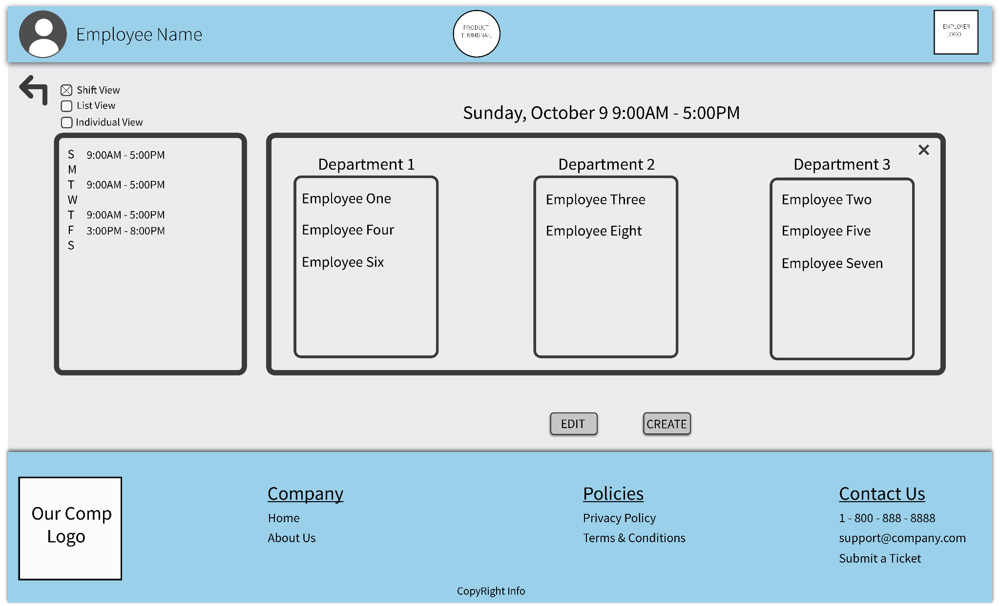 Employee Name
PRODUCT
THUMBNAIL
EMPLOYER
LOGO
Shift View
List View
Individual View
Sunday, October 9 9:00AM - 5:00PM
S 9:00AM - 5:00PM
M
T 9:00AM - 5:00PM
W
T 9:00AM - 5:00PM
F 3:00PM - 8:00PM
S
Department 1
Employee One
Employee Four
Employee Six
Department 2
Employee Three
Employee Eight
Department 3
Employee Two
Employee Five
Employee Seven
EDIT
CREATE
Our Comp
Logo
Company
Home
About Us
Policies
Privacy Policy
Terms & Conditions
Contact Us
1 - 800 - 888 - 8888
support@company.com
Submit a Ticket
CopyRight Info